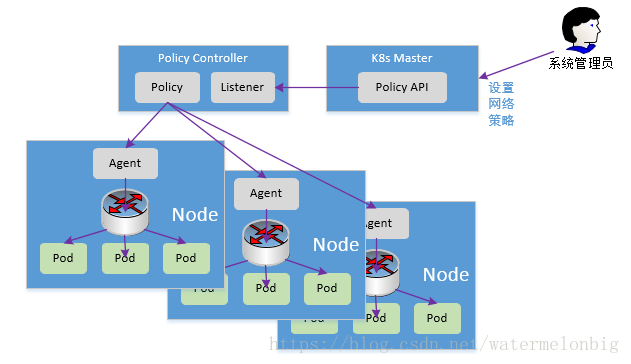 系统管理员
Policy Controller
K8s Master
Policy
Listener
Policy API
设置
网络
策略
Agent
Node
Pod
Pod
Pod
Agent
Node
Pod
Pod
Pod
Agent
Node
Pod
Pod
https://blog.csdn.net/watermelonbig